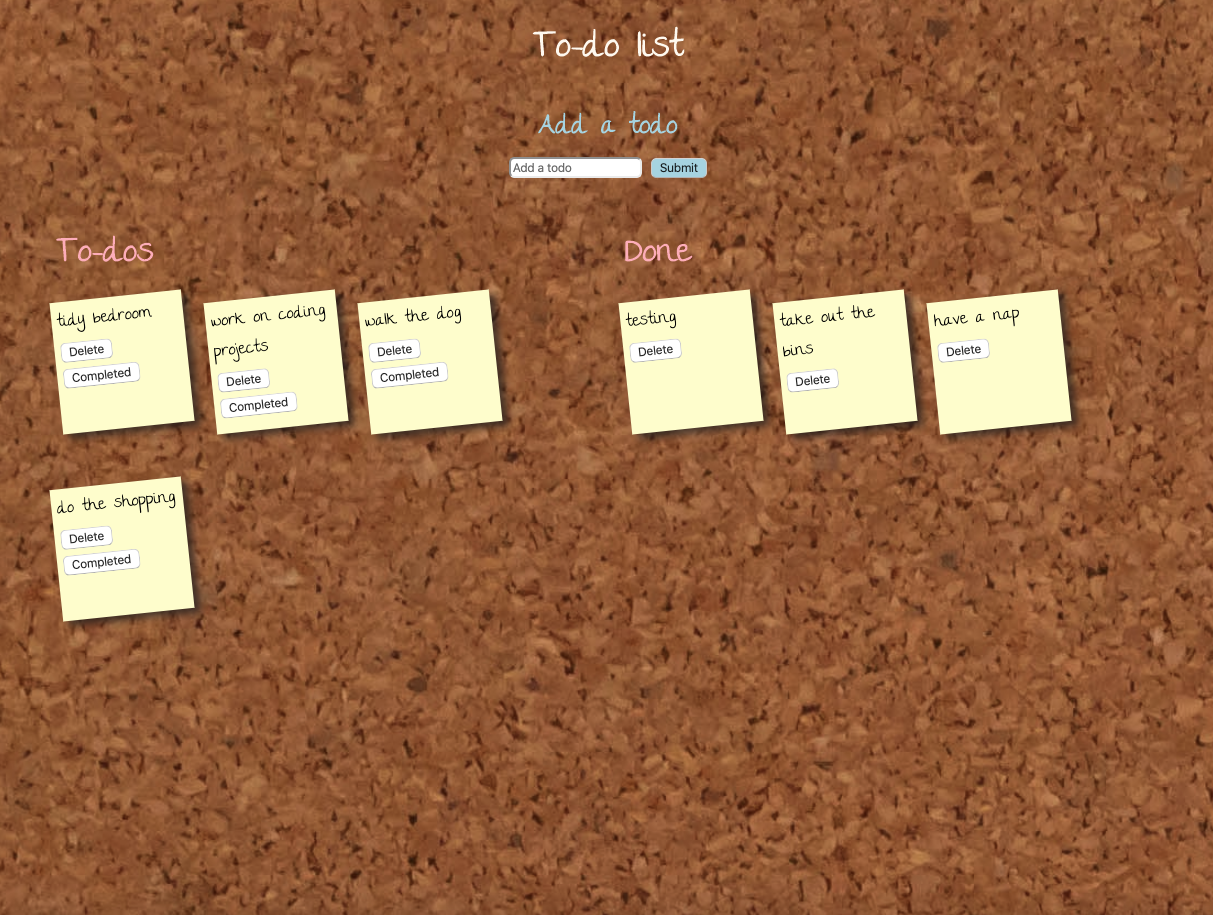 To-do list
Add a todo
Add a todo
Submit
To-dos
tidy bedroom
Delete
Completed
work on coding
projects
Delete
Completed
walk the dog
Delete
Completed
do the shopping
Delete
Completed
Done
testing
Delete
take out the
bins
Delete
have a nap
Delete